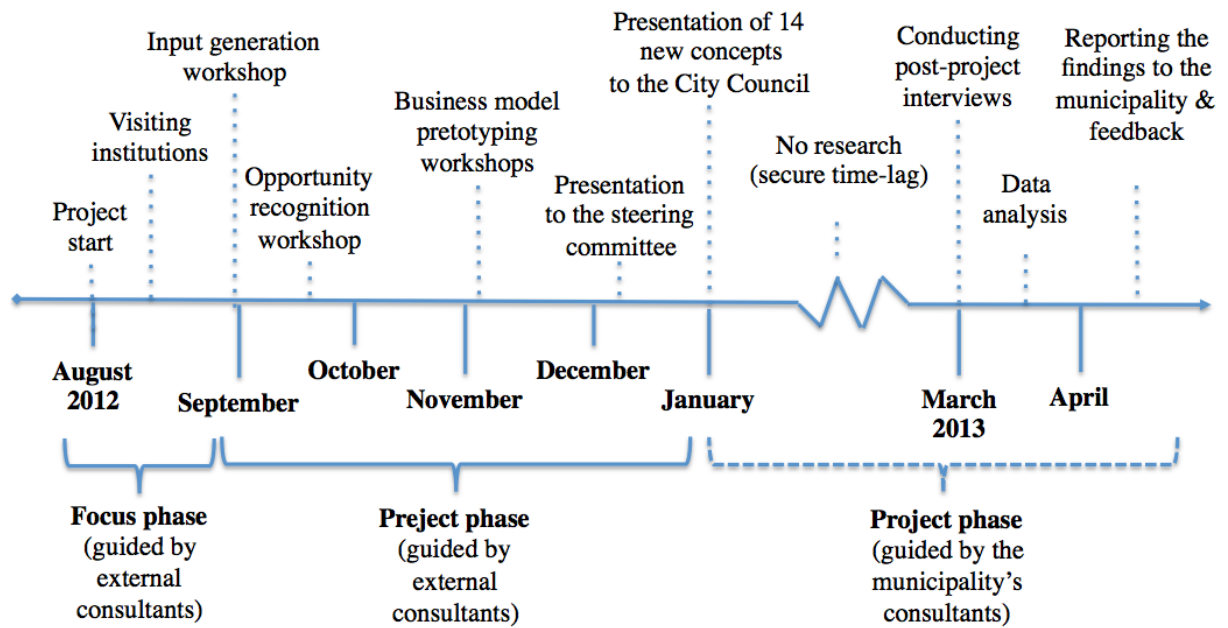 Project
start
Visiting
institutions
Input generation
workshop
Opportunity
recognition
workshop
Business model
pretotyping
workshops
Presentation
to the steering
committee
Presentation of 14
new concepts
to the City Council
No research
(secure time-lag)
Conducting
post-project
interviews
Data
analysis
Reporting the
findings to the
municipality &
feedback
August
2012
September
October
November
December
January
March
2013
April
Focus phase
(guided by
external
consultants)
Preject phase
(guided by
external
consultants)
Project phase
(guided by the
municipality's
consultants)